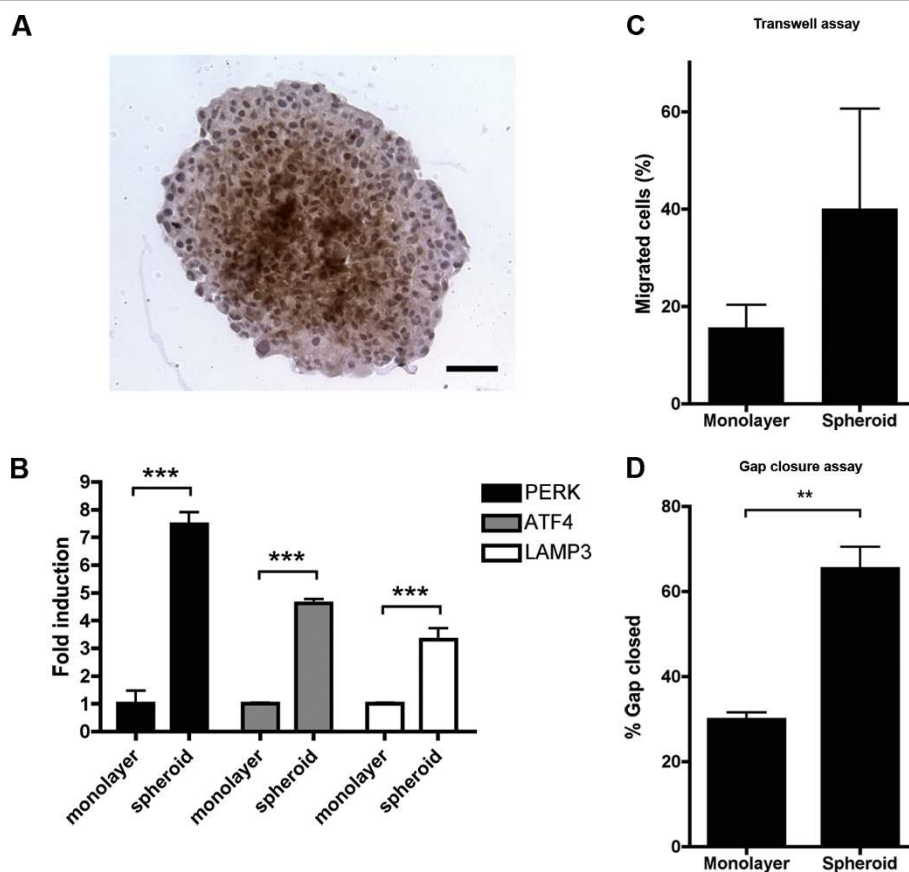 A
B
9
8
7
6
5
4
3
2
1
0
Fold induction
***
***
***
monolayer
spheroid
monolayer
spheroid
monolayer
spheroid
PERK
ATF4
LAMP3
C
Transwell assay
60
40
20
0
Migrated cells (%)
Monolayer Spheroid
D
Gap closure assay
80
60
40
20
0
% Gap closed
**
Monolayer Spheroid